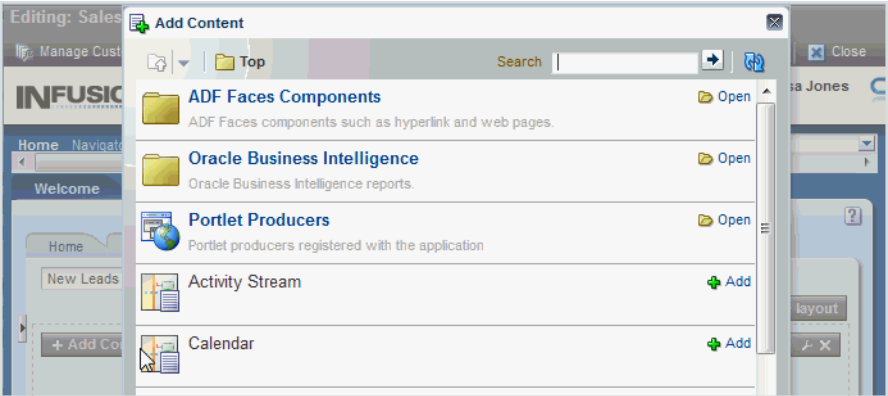 Editing: Sales
Add Content
Manage Cust
Close
Top
Search
INFUSIO
sa Jones
ADF Faces Components
Open
ADF Faces components such as hyperlink and web pages.
Home Navigato
Oracle Business Intelligence
Open
Oracle Business Intelligence reports.
Welcome
Portlet Producers
Open
Portlet producers registered with the application
Home
New Leads
Activity Stream
Add
layout
+ Add Con
Calendar
Add